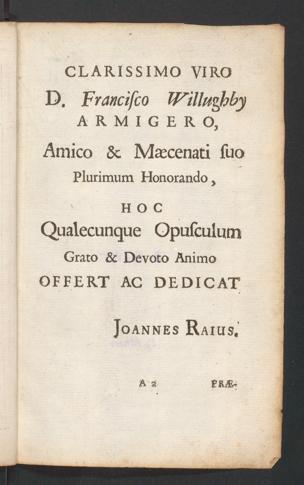 CLARISSIMO VIRO
D. Franciſco Willughby
ARMIGERO,
Amico & Mæcenati ſuo
Plurimum Honorando,
HOC
Qualecunque Opuſculum
Grato & Devoto Animo
OFFERT AC DEDICAT
JOANNES RAIUS.
A 2 PRÆ-